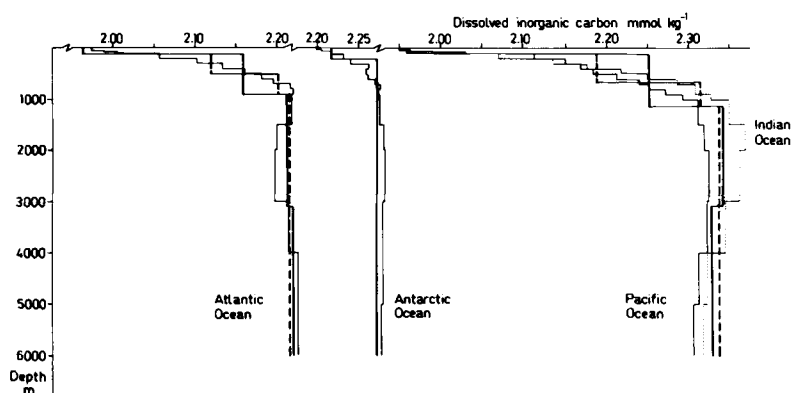 Dissolved inorganic carbon mmol kg⁻¹
2.00 2.10 2.20 2.20 2.25 2.00 2.10 2.20 2.30
1000
2000
3000
4000
5000
6000
Depth
m
Indian
Ocean
Atlantic
Ocean
Antarctic
Ocean
Pacific
Ocean